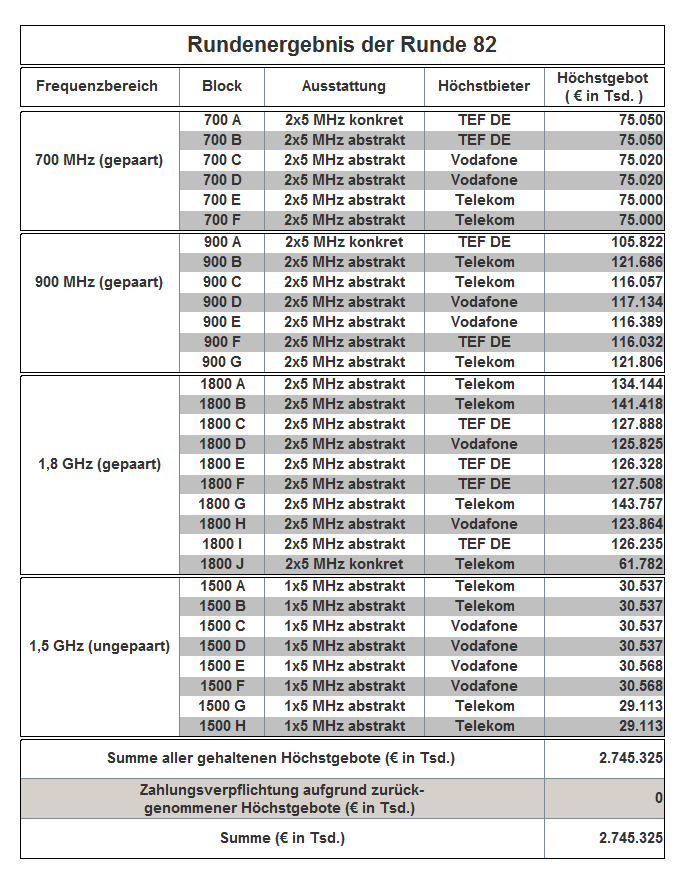 Rundenergebnis der Runde 82
Frequenzbereich Block Ausstattung Höchstbieter Höchstgebot
( € in Tsd. )
700 MHz (gepaart)
700 A 2x5 MHz konkret TEF DE 75.050
700 B 2x5 MHz abstrakt TEF DE 75.050
700 C 2x5 MHz abstrakt Vodafone 75.020
700 D 2x5 MHz abstrakt Vodafone 75.020
700 E 2x5 MHz abstrakt Telekom 75.000
700 F 2x5 MHz abstrakt Telekom 75.000
900 MHz (gepaart)
900 A 2x5 MHz konkret TEF DE 105.822
900 B 2x5 MHz abstrakt Telekom 121.686
900 C 2x5 MHz abstrakt Telekom 116.057
900 D 2x5 MHz abstrakt Vodafone 117.134
900 E 2x5 MHz abstrakt Vodafone 116.389
900 F 2x5 MHz abstrakt TEF DE 116.032
900 G 2x5 MHz abstrakt Telekom 121.806
1,8 GHz (gepaart)
1800 A 2x5 MHz abstrakt Telekom 134.144
1800 B 2x5 MHz abstrakt Telekom 141.418
1800 C 2x5 MHz abstrakt TEF DE 127.888
1800 D 2x5 MHz abstrakt Vodafone 125.825
1800 E 2x5 MHz abstrakt TEF DE 126.328
1800 F 2x5 MHz abstrakt TEF DE 127.508
1800 G 2x5 MHz abstrakt Telekom 143.757
1800 H 2x5 MHz abstrakt Vodafone 123.864
1800 I 2x5 MHz abstrakt TEF DE 126.235
1800 J 2x5 MHz konkret Telekom 61.782
1,5 GHz (ungepaart)
1500 A 1x5 MHz abstrakt Telekom 30.537
1500 B 1x5 MHz abstrakt Telekom 30.537
1500 C 1x5 MHz abstrakt Vodafone 30.537
1500 D 1x5 MHz abstrakt Vodafone 30.537
1500 E 1x5 MHz abstrakt Vodafone 30.568
1500 F 1x5 MHz abstrakt Vodafone 30.568
1500 G 1x5 MHz abstrakt Telekom 29.113
1500 H 1x5 MHz abstrakt Telekom 29.113
Summe aller gehaltenen Höchstgebote (€ in Tsd.) 2.745.325
Zahlungsverpflichtung aufgrund zurück-
genommener Höchstgebote (€ in Tsd.) 0
Summe (€ in Tsd.) 2.745.325